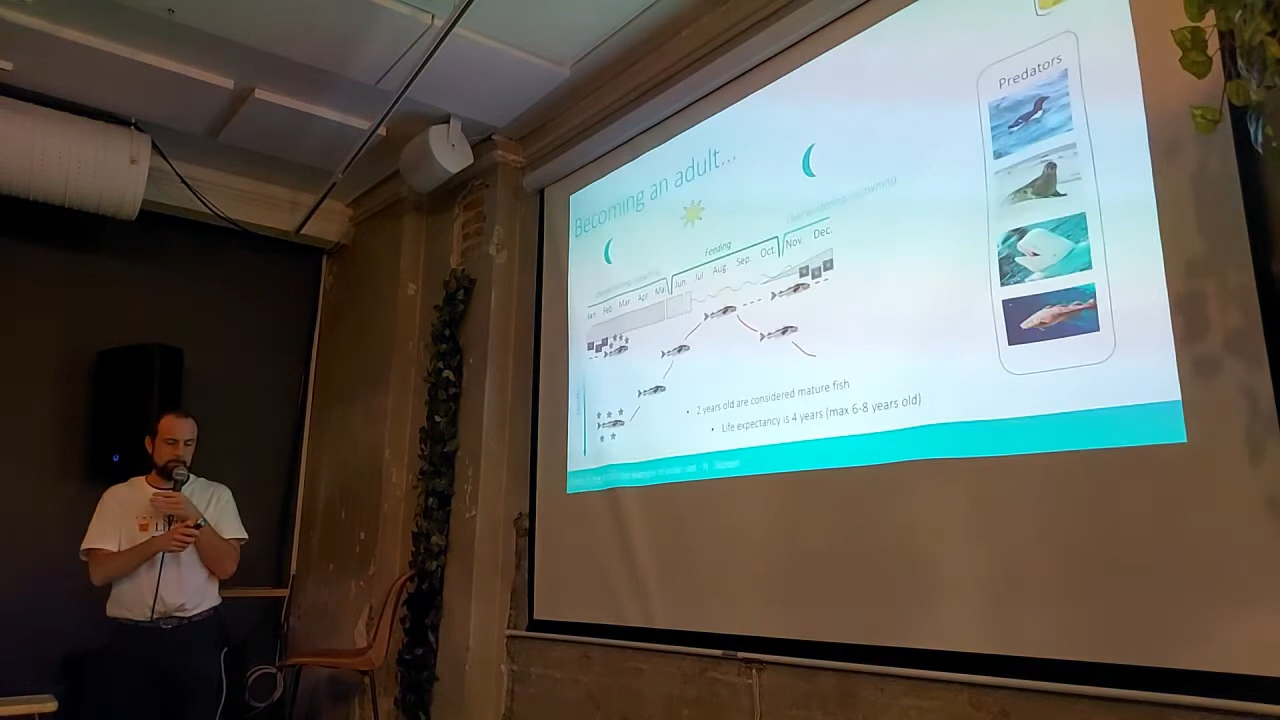 Predators
Becoming an adult...
Feeding
Jan Feb Mar Apr Mai Jun Jul Aug Sep. Oct. Nov. Dec.
• 2 years old are considered mature fish
• Life expectancy is 4 years (max 6-8 years old)